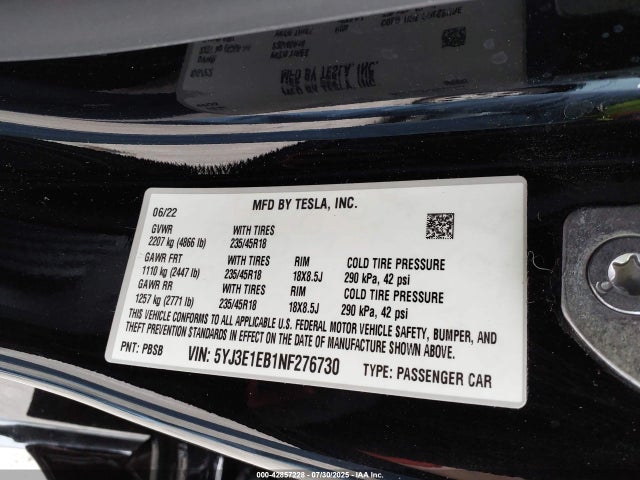 06/22 MFD BY TESLA, INC.
GVWR WITH TIRES
2207 kg (4866 lb) 235/45R18
GAWR FRT WITH TIRES RIM COLD TIRE PRESSURE
1110 kg (2447 lb) 235/45R18 18X8.5J 290 kPa, 42 psi
GAWR RR WITH TIRES RIM COLD TIRE PRESSURE
1257 kg (2771 lb) 235/45R18 18X8.5J 290 kPa, 42 psi
THIS VEHICLE CONFORMS TO ALL APPLICABLE U.S. FEDERAL MOTOR VEHICLE SAFETY, BUMPER, AND
THEFT PREVENTION STANDARDS IN EFFECT ON THE DATE OF MANUFACTURE SHOWN ABOVE.
PNT: PBSB VIN: 5YJ3E1EB1NF276730 TYPE: PASSENGER CAR
000-42857228 - 07/30/2025 - IAA Inc.